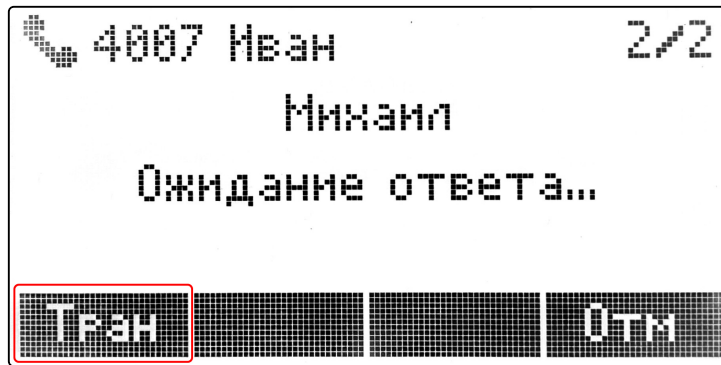 4007 Иван 2/2
Михаил
Ожидание ответа...
Тран Отм